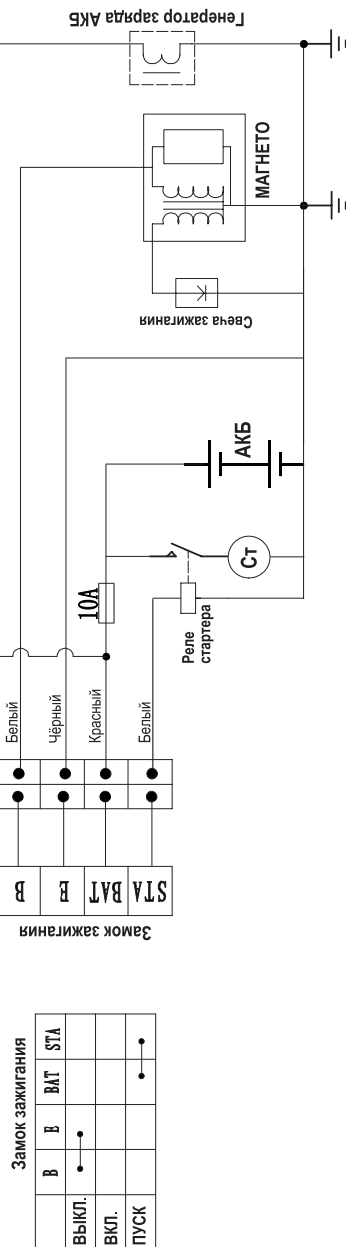 Генератор заряда АКБ
МАГНЕТО
Свеча зажигания
АКБ
Ст
Реле
стартера
10А
Белый
Чёрный
Красный
Белый
B
E
BAT
STA
Замок зажигания
Замок зажигания
B E BAT STA
ВЫКЛ.
ВКЛ.
ПУСК